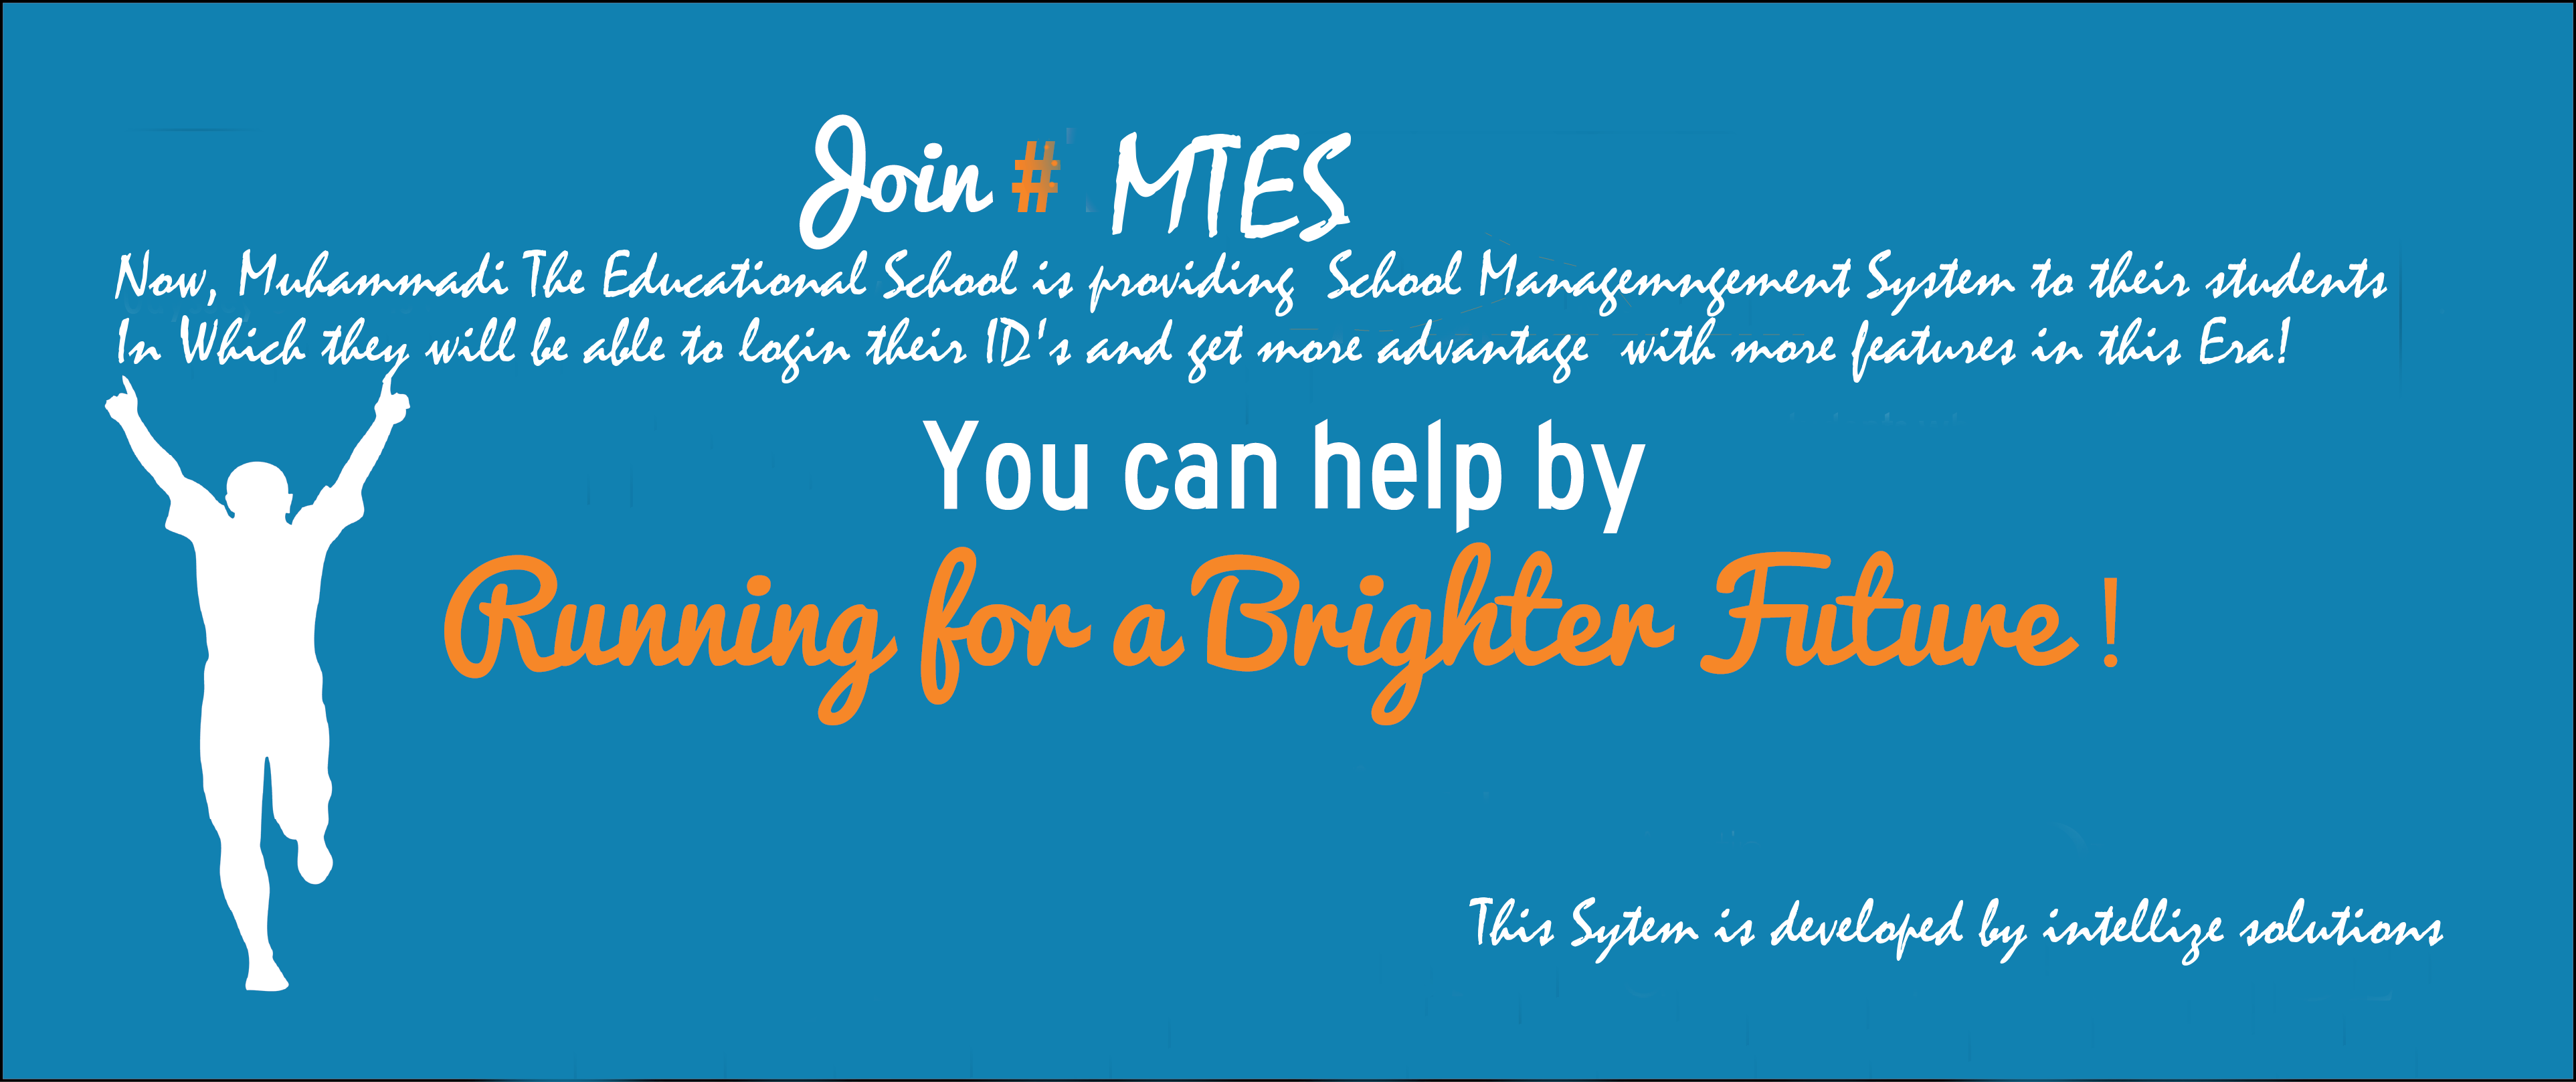 Join # MTES
Now, Muhammadi The Educational School is providing School Managemngement System to their students
In Which they will be able to login their ID's and get more advantage with more features in this Era!
You can help by
Running for a Brighter Future!
This Sytem is developed by intellize solutions